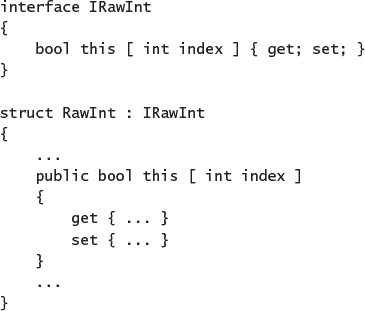 interface IRawInt
{
    bool this [ int index ] { get; set; }
}

struct RawInt : IRawInt
{
    ...
    public bool this [ int index ]
    {
        get { ... }
        set { ... }
    }
    ...
}